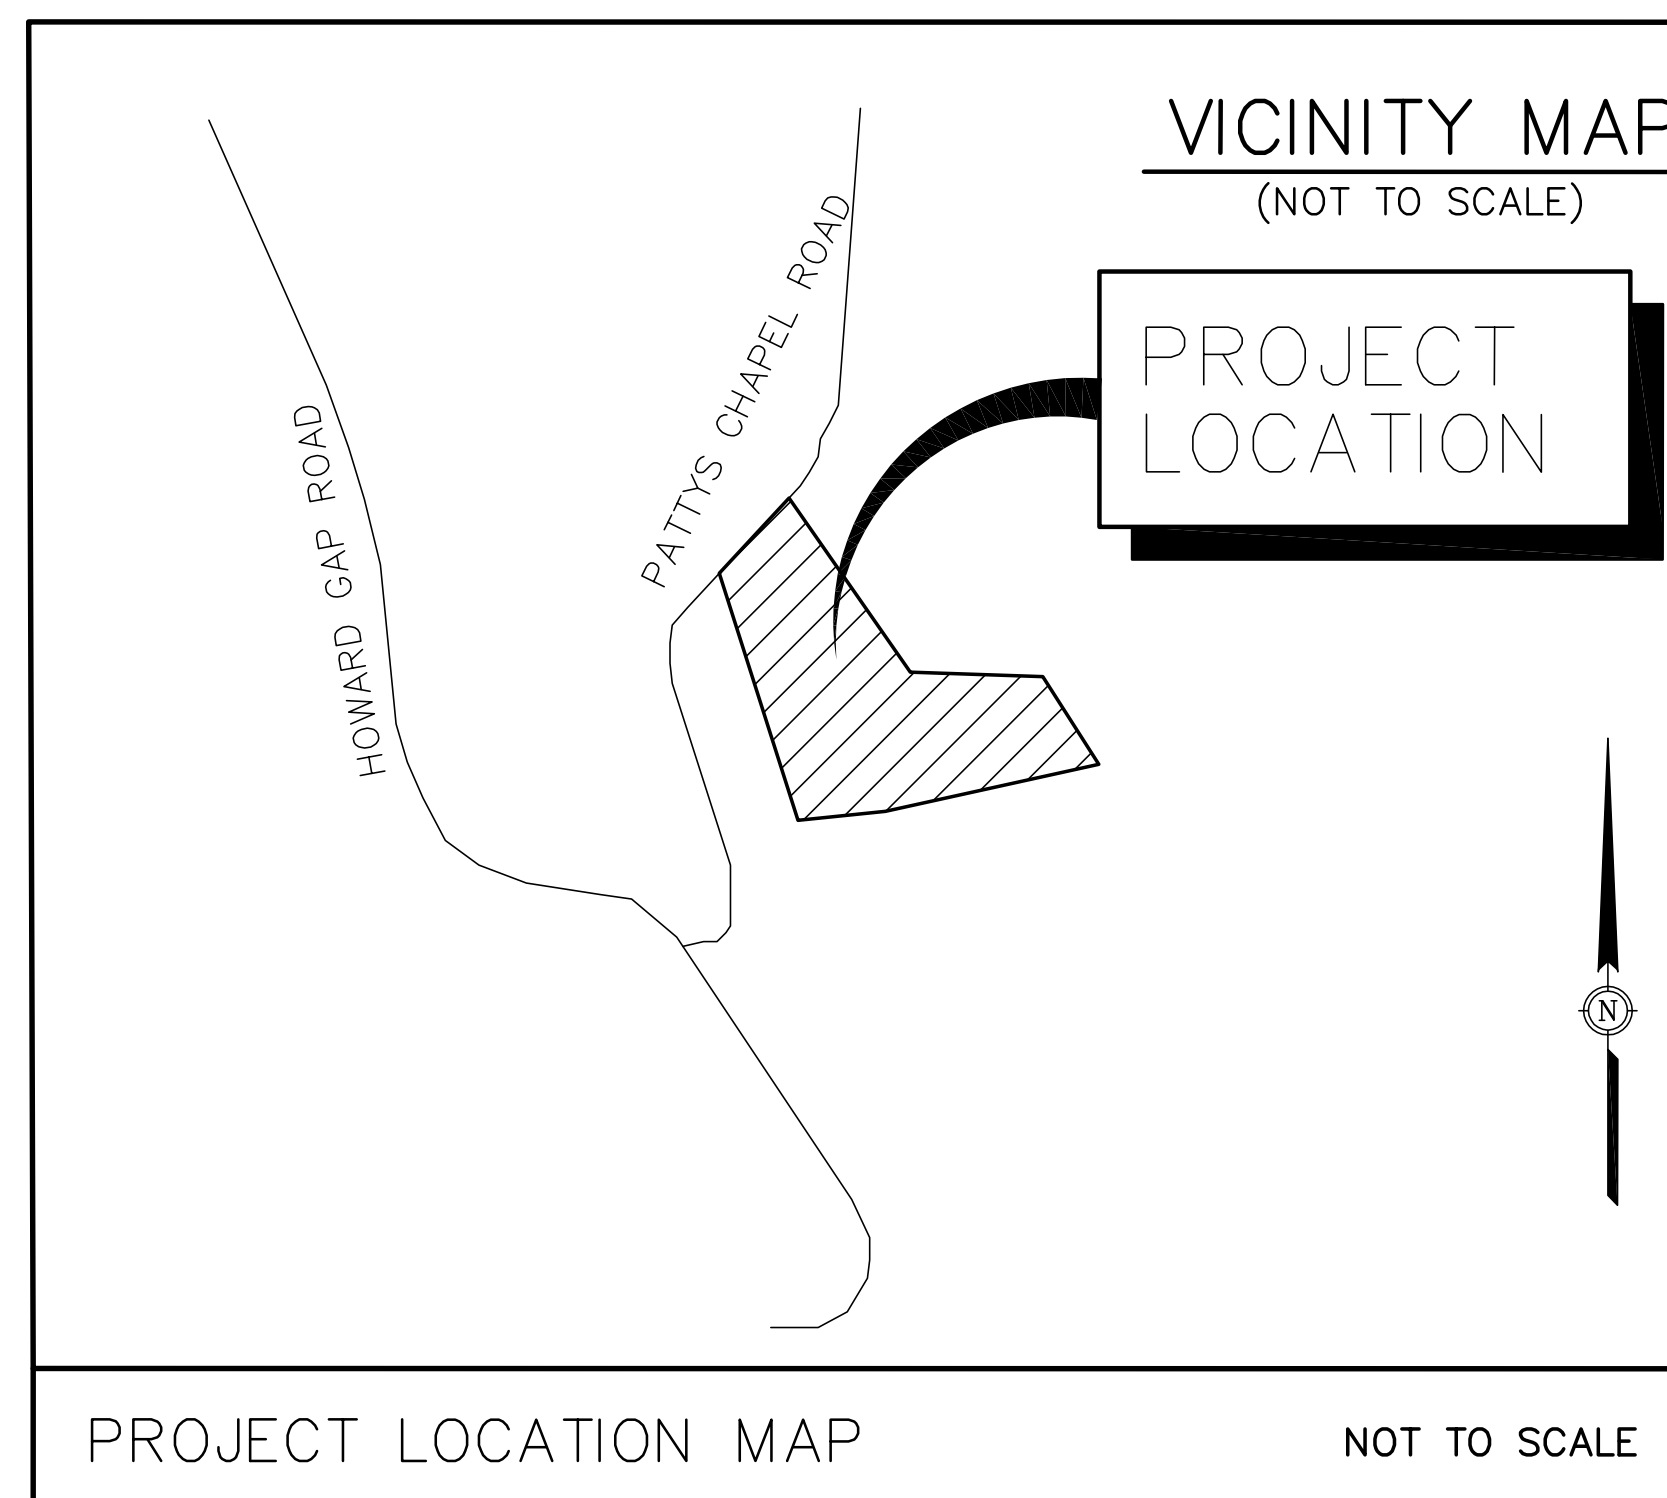 VICINITY MAP
(NOT TO SCALE)
PROJECT
LOCATION
PATTYS CHAPEL ROAD
HOWARD GAP ROAD
N
PROJECT LOCATION MAP
NOT TO SCALE